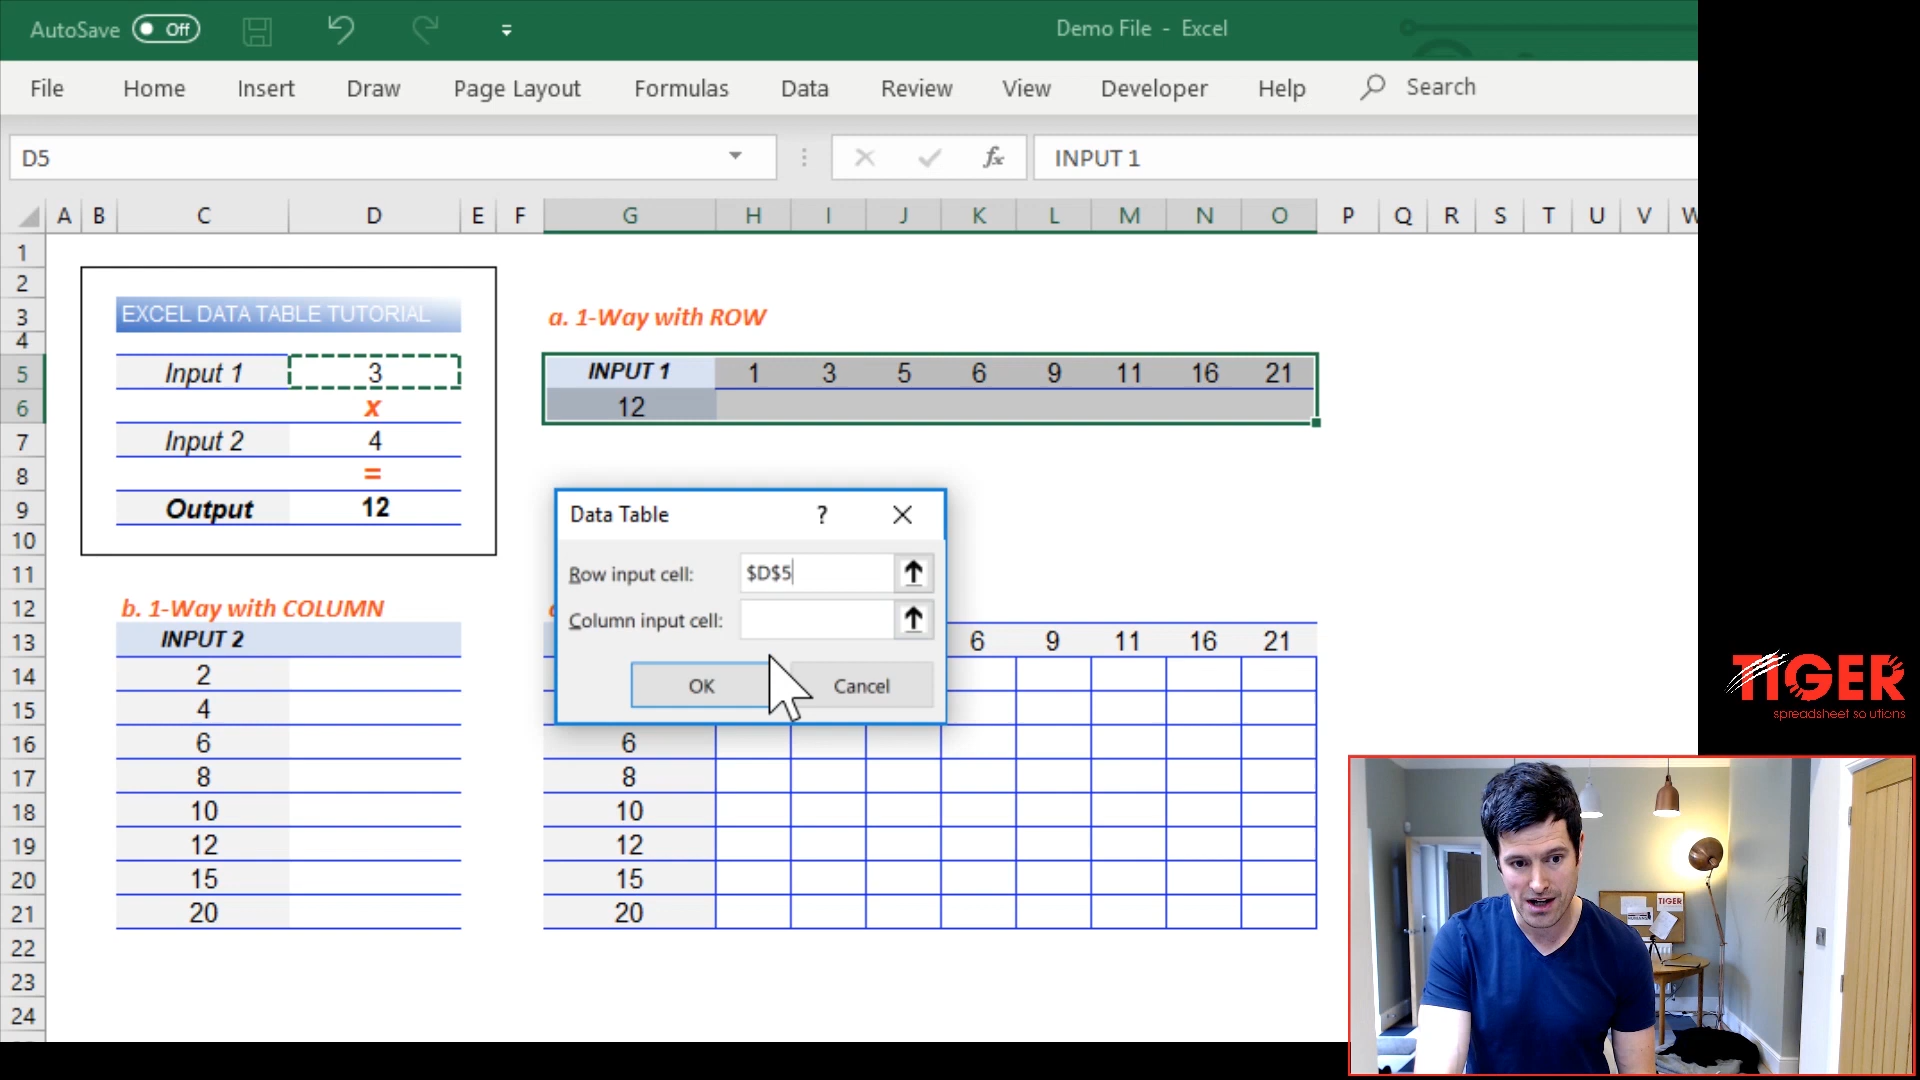 AutoSave Off
Demo File - Excel
File Home Insert Draw Page Layout Formulas Data Review View Developer Help Search
D5 fx INPUT 1
A B C D E F G H I J K L M N O P Q R S T U V W
1
2
3 EXCEL DATA TABLE TUTORIAL a. 1-Way with ROW
4
5 Input 1 3 INPUT 1 1 3 5 6 9 11 16 21
6 x 12
7 Input 2 4
8 =
9 Output 12
10
Data Table ? 
11 Row input cell: $D$5
12 b. 1-Way with COLUMN
Column input cell:
13 INPUT 2 6 9 11 16 21
14 2
OK Cancel
15 4
16 6 6
17 8 8
18 10 10
19 12 12
20 15 15
21 20 20
22
23
24
TIGER
spreadsheet solutions
TIGER